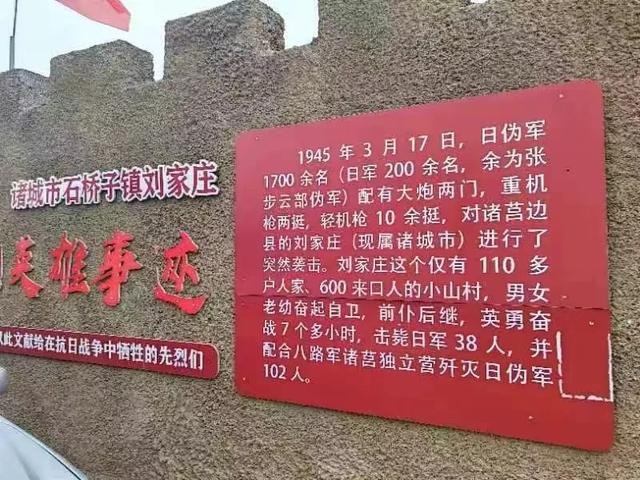 诸城市石桥子镇刘家庄
英雄事迹
此文献给在抗日战争中牺牲的先烈们
1945 年 3 月 17 日，日伪军
1700 余名（日军 200 余名，余为张
步云部伪军）配有大炮两门，重机
枪两挺，轻机枪 10 余挺，对诸莒边
县的刘家庄（现属诸城市）进行了
突然袭击。刘家庄这个仅有 110 多
户人家、600 来口人的小山村，男女
老幼奋起自卫，前仆后继，英勇奋
战 7 个多小时，击毙日军 38 人，并
配合八路军诸莒独立营歼灭日伪军
102 人。